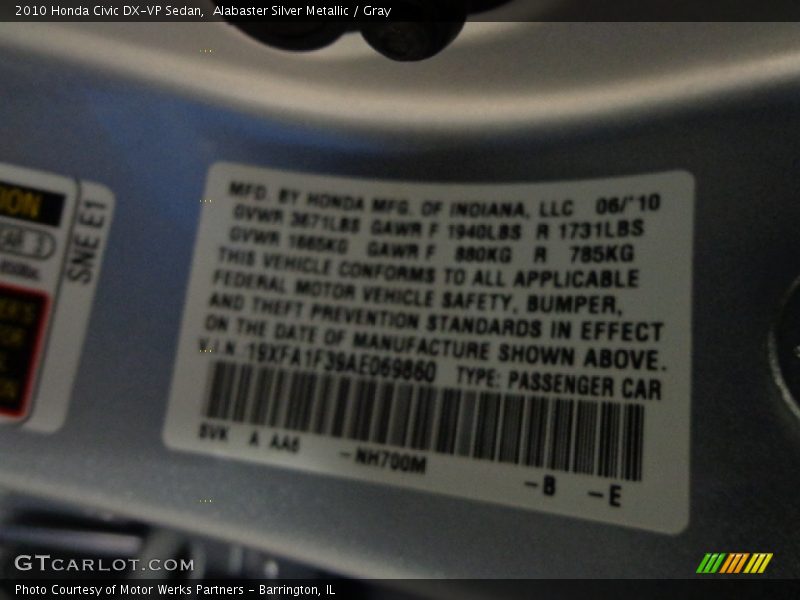 2010 Honda Civic DX-VP Sedan,  Alabaster Silver Metallic / Gray
ION
SNE E1
MFD. BY HONDA MFG. OF INDIANA, LLC 06/'10
GVWR 3671LBS GAWR F 1940LBS R 1731LBS
GVWR 1665KG GAWR F 880KG R 785KG
THIS VEHICLE CONFORMS TO ALL APPLICABLE
FEDERAL MOTOR VEHICLE SAFETY, BUMPER,
AND THEFT PREVENTION STANDARDS IN EFFECT
ON THE DATE OF MANUFACTURE SHOWN ABOVE.
V.I.N. 19XFA1F39AE069860 TYPE: PASSENGER CAR
SVK A AA6 -NH700M -B -E
GTCARLOT.COM
Photo Courtesy of Motor Werks Partners - Barrington, IL